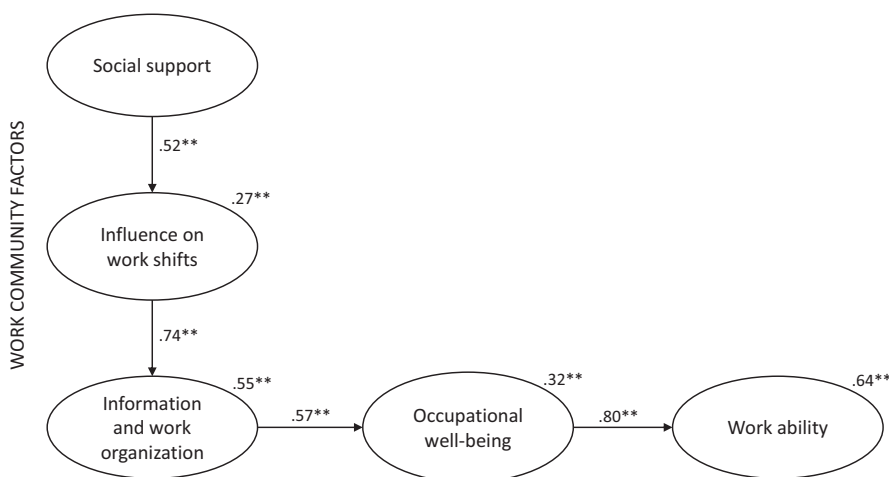 WORK COMMUNITY FACTORS
Social support
.52**
.27**
Influence on
work shifts
.74**
.55**
Information
and work
organization
.57**
.32**
Occupational
well-being
.80**
.64**
Work ability